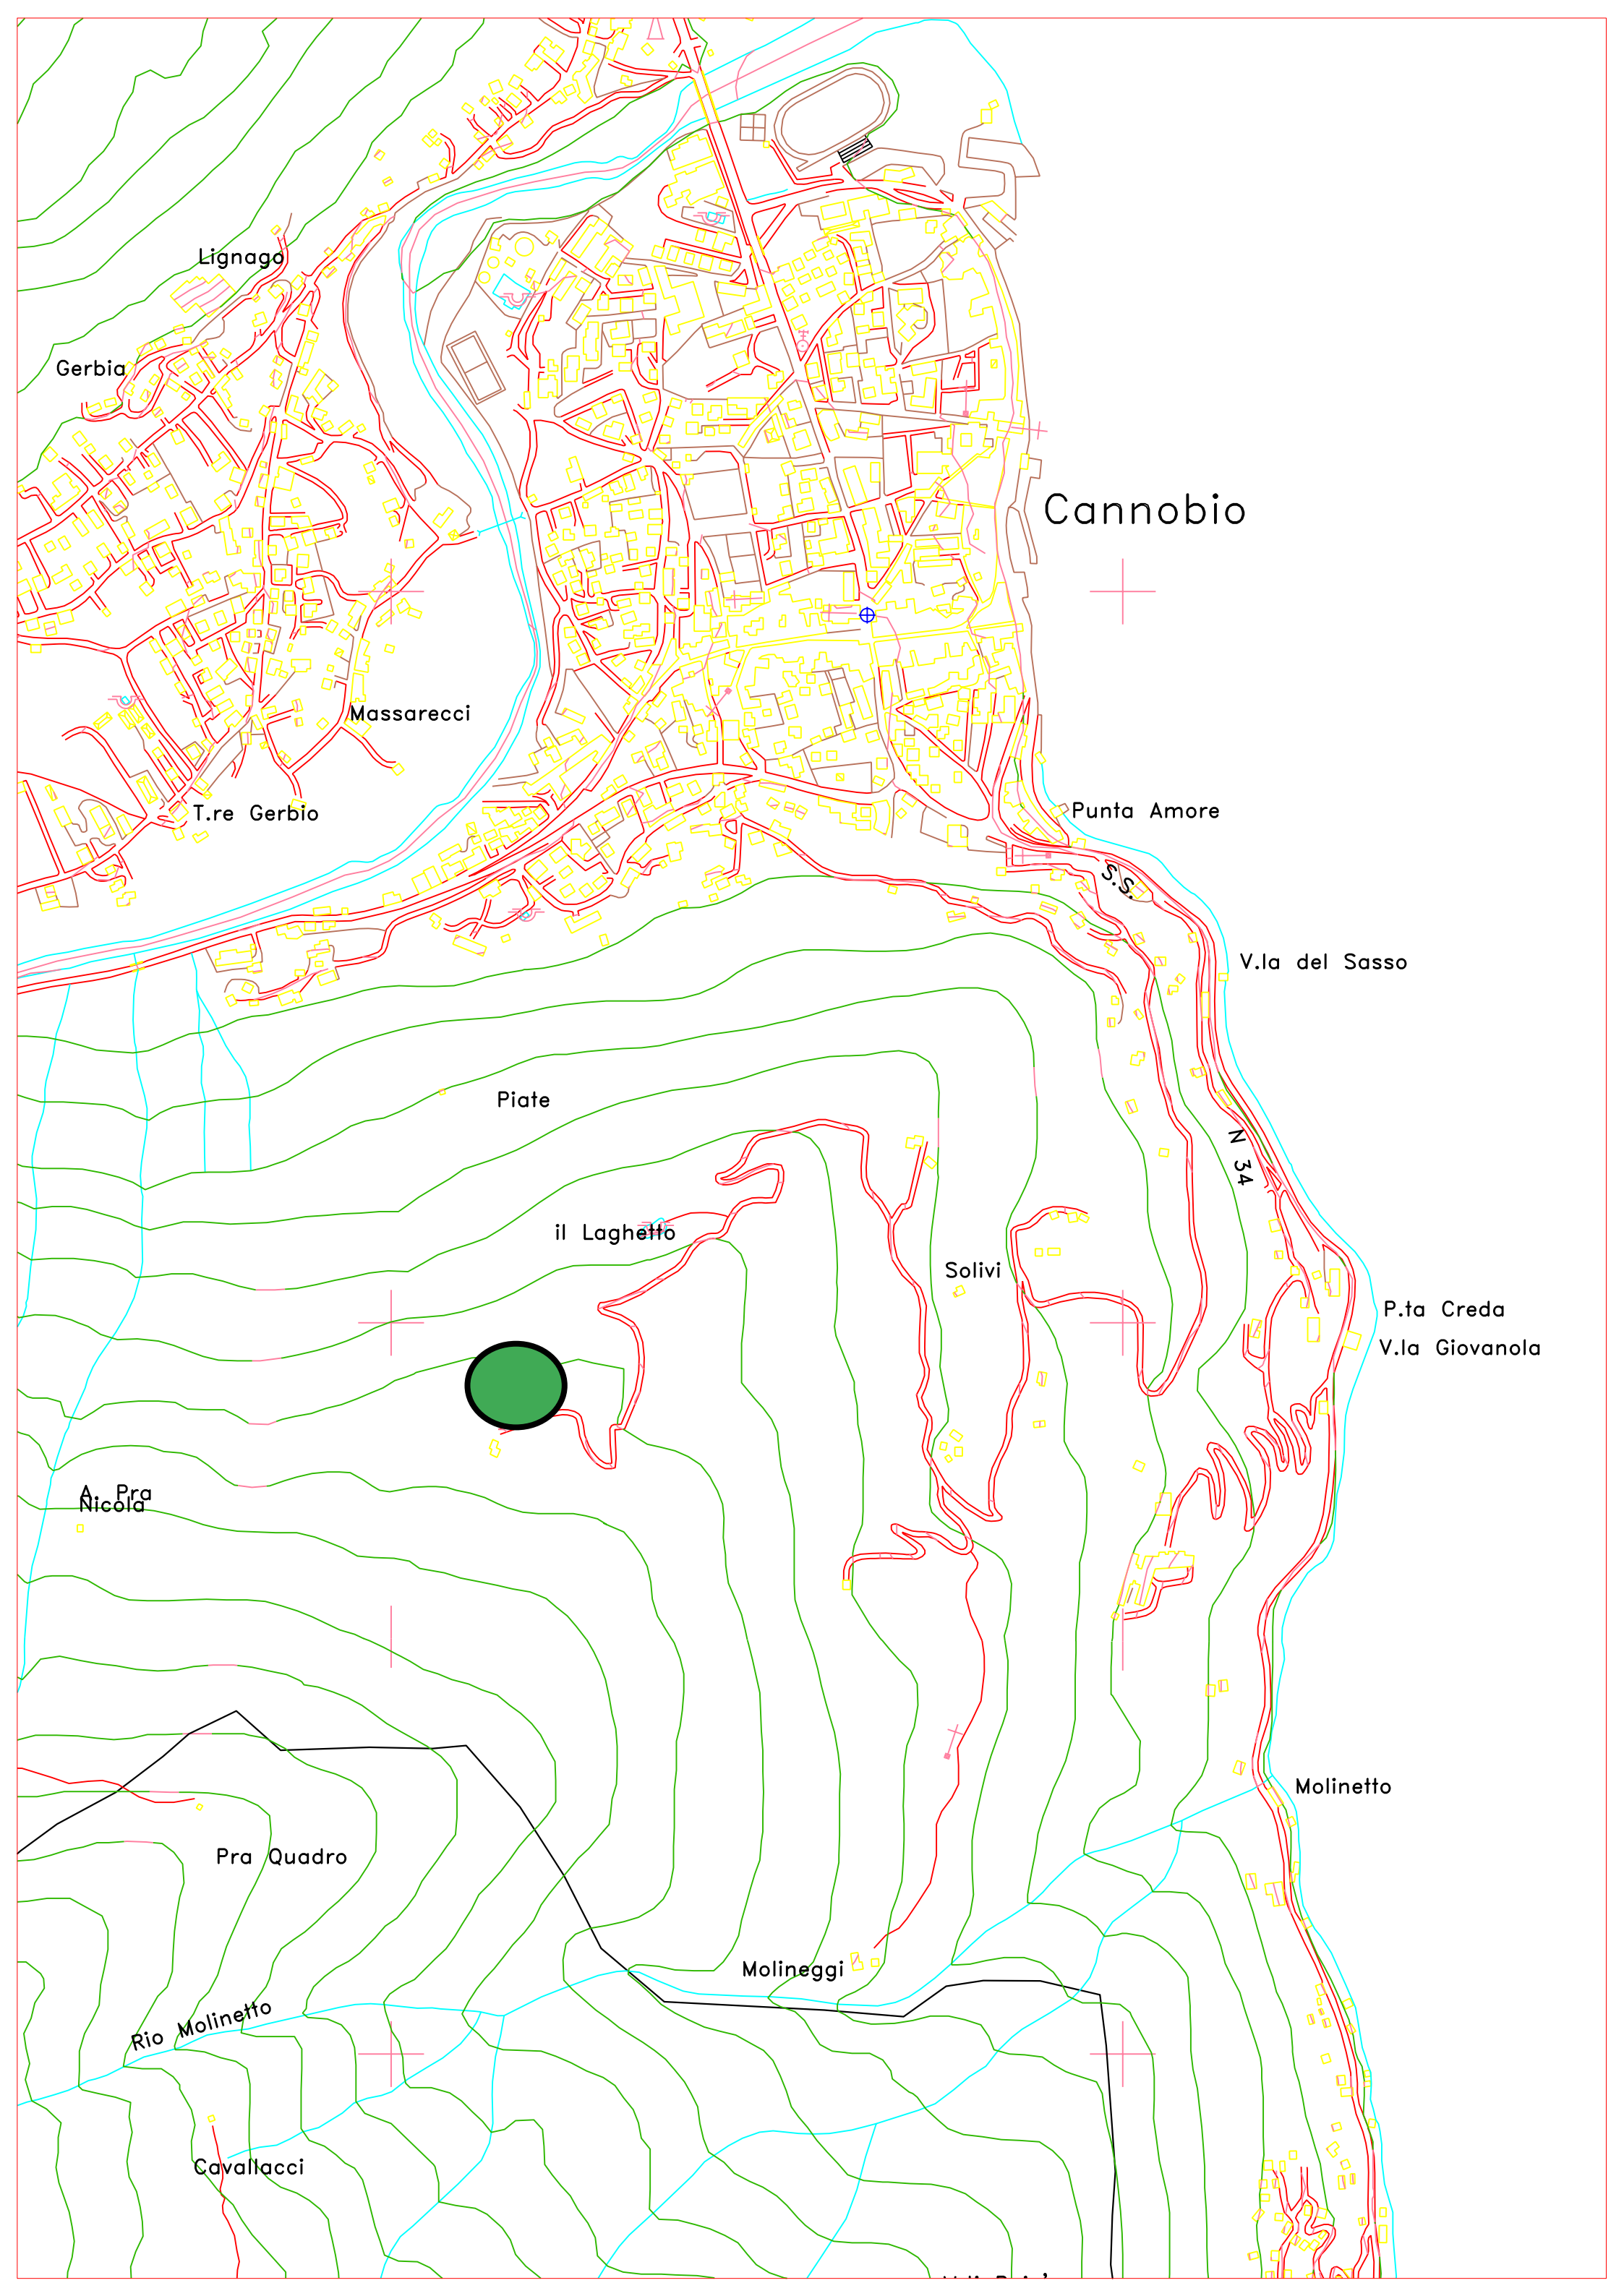 Lignago
Gerbia
Cannobio
Massarecci
T.re Gerbio
Punta Amore
S.S.
V.la del Sasso
Piate
N 34
il Laghetto
Solivi
P.ta Creda
V.la Giovanola
A. Pra
Nicola
Molinetto
Pra Quadro
Molineggi
Rio Molinetto
Cavallacci